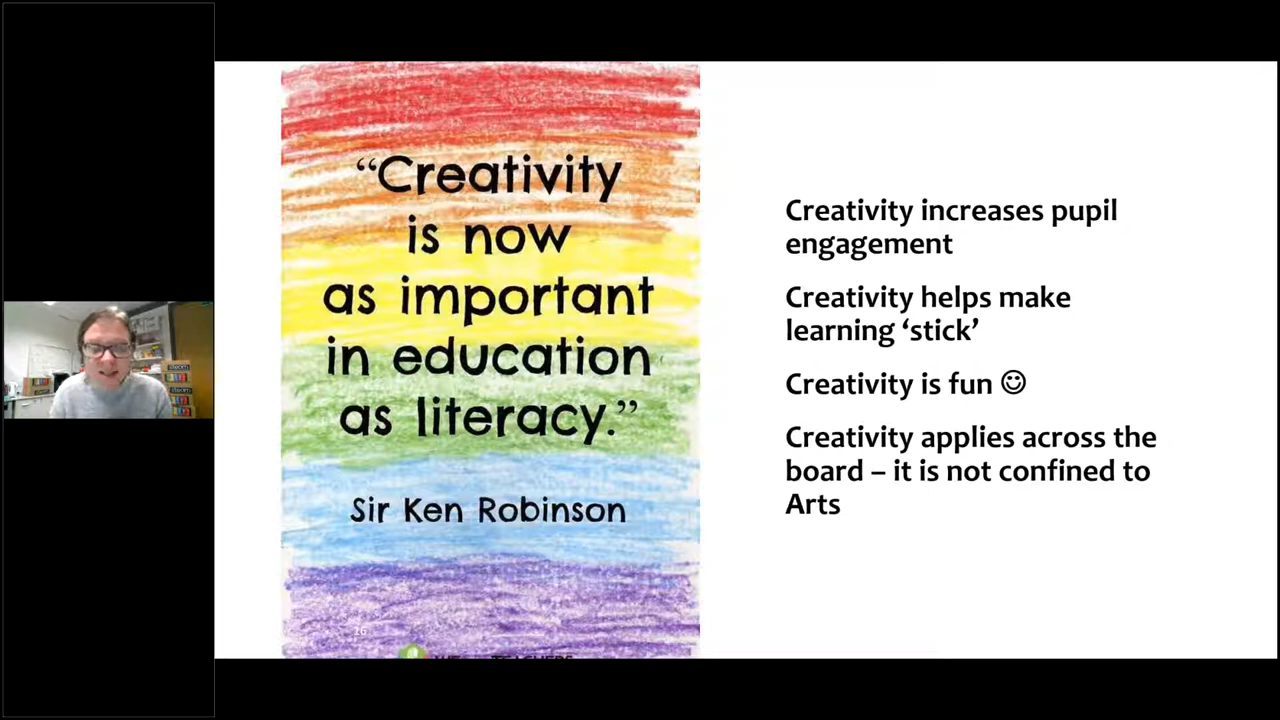 “Creativity
is now
as important
in education
as literacy.”
Sir Ken Robinson
16
Creativity increases pupil
engagement
Creativity helps make
learning ‘stick’
Creativity is fun ☺
Creativity applies across the
board – it is not confined to
Arts